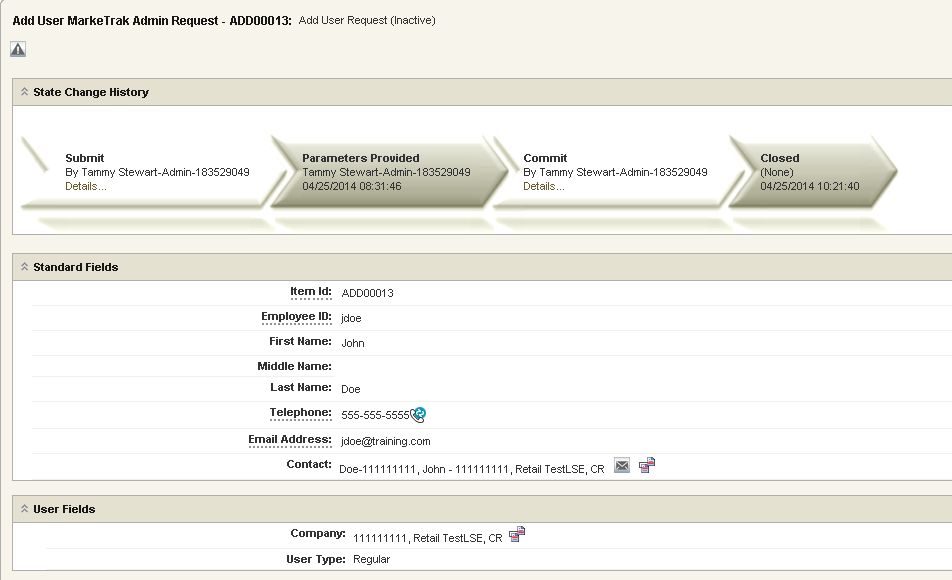 Add User MarkeTrak Admin Request - ADD00013: Add User Request (Inactive)
State Change History
Submit
By Tammy Stewart-Admin-183529049
Details...
Parameters Provided
Tammy Stewart-Admin-183529049
04/25/2014 08:31:46
Commit
By Tammy Stewart-Admin-183529049
Details...
Closed
(None)
04/25/2014 10:21:40
Standard Fields
Item Id: ADD00013
Employee ID: jdoe
First Name: John
Middle Name:
Last Name: Doe
Telephone: 555-555-5555
Email Address: jdoe@training.com
Contact: Doe-111111111, John - 111111111, Retail TestLSE, CR
User Fields
Company: 111111111, Retail TestLSE, CR
User Type: Regular